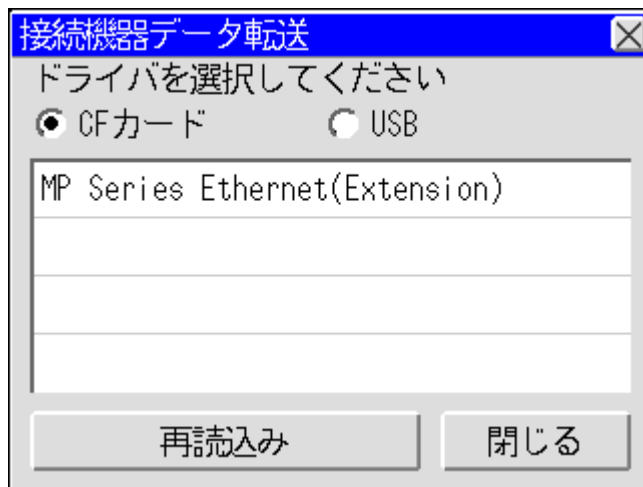 接続機器データ転送
ドライバを選択してください
CFカード USB
MP Series Ethernet(Extension)
再読込み 閉じる